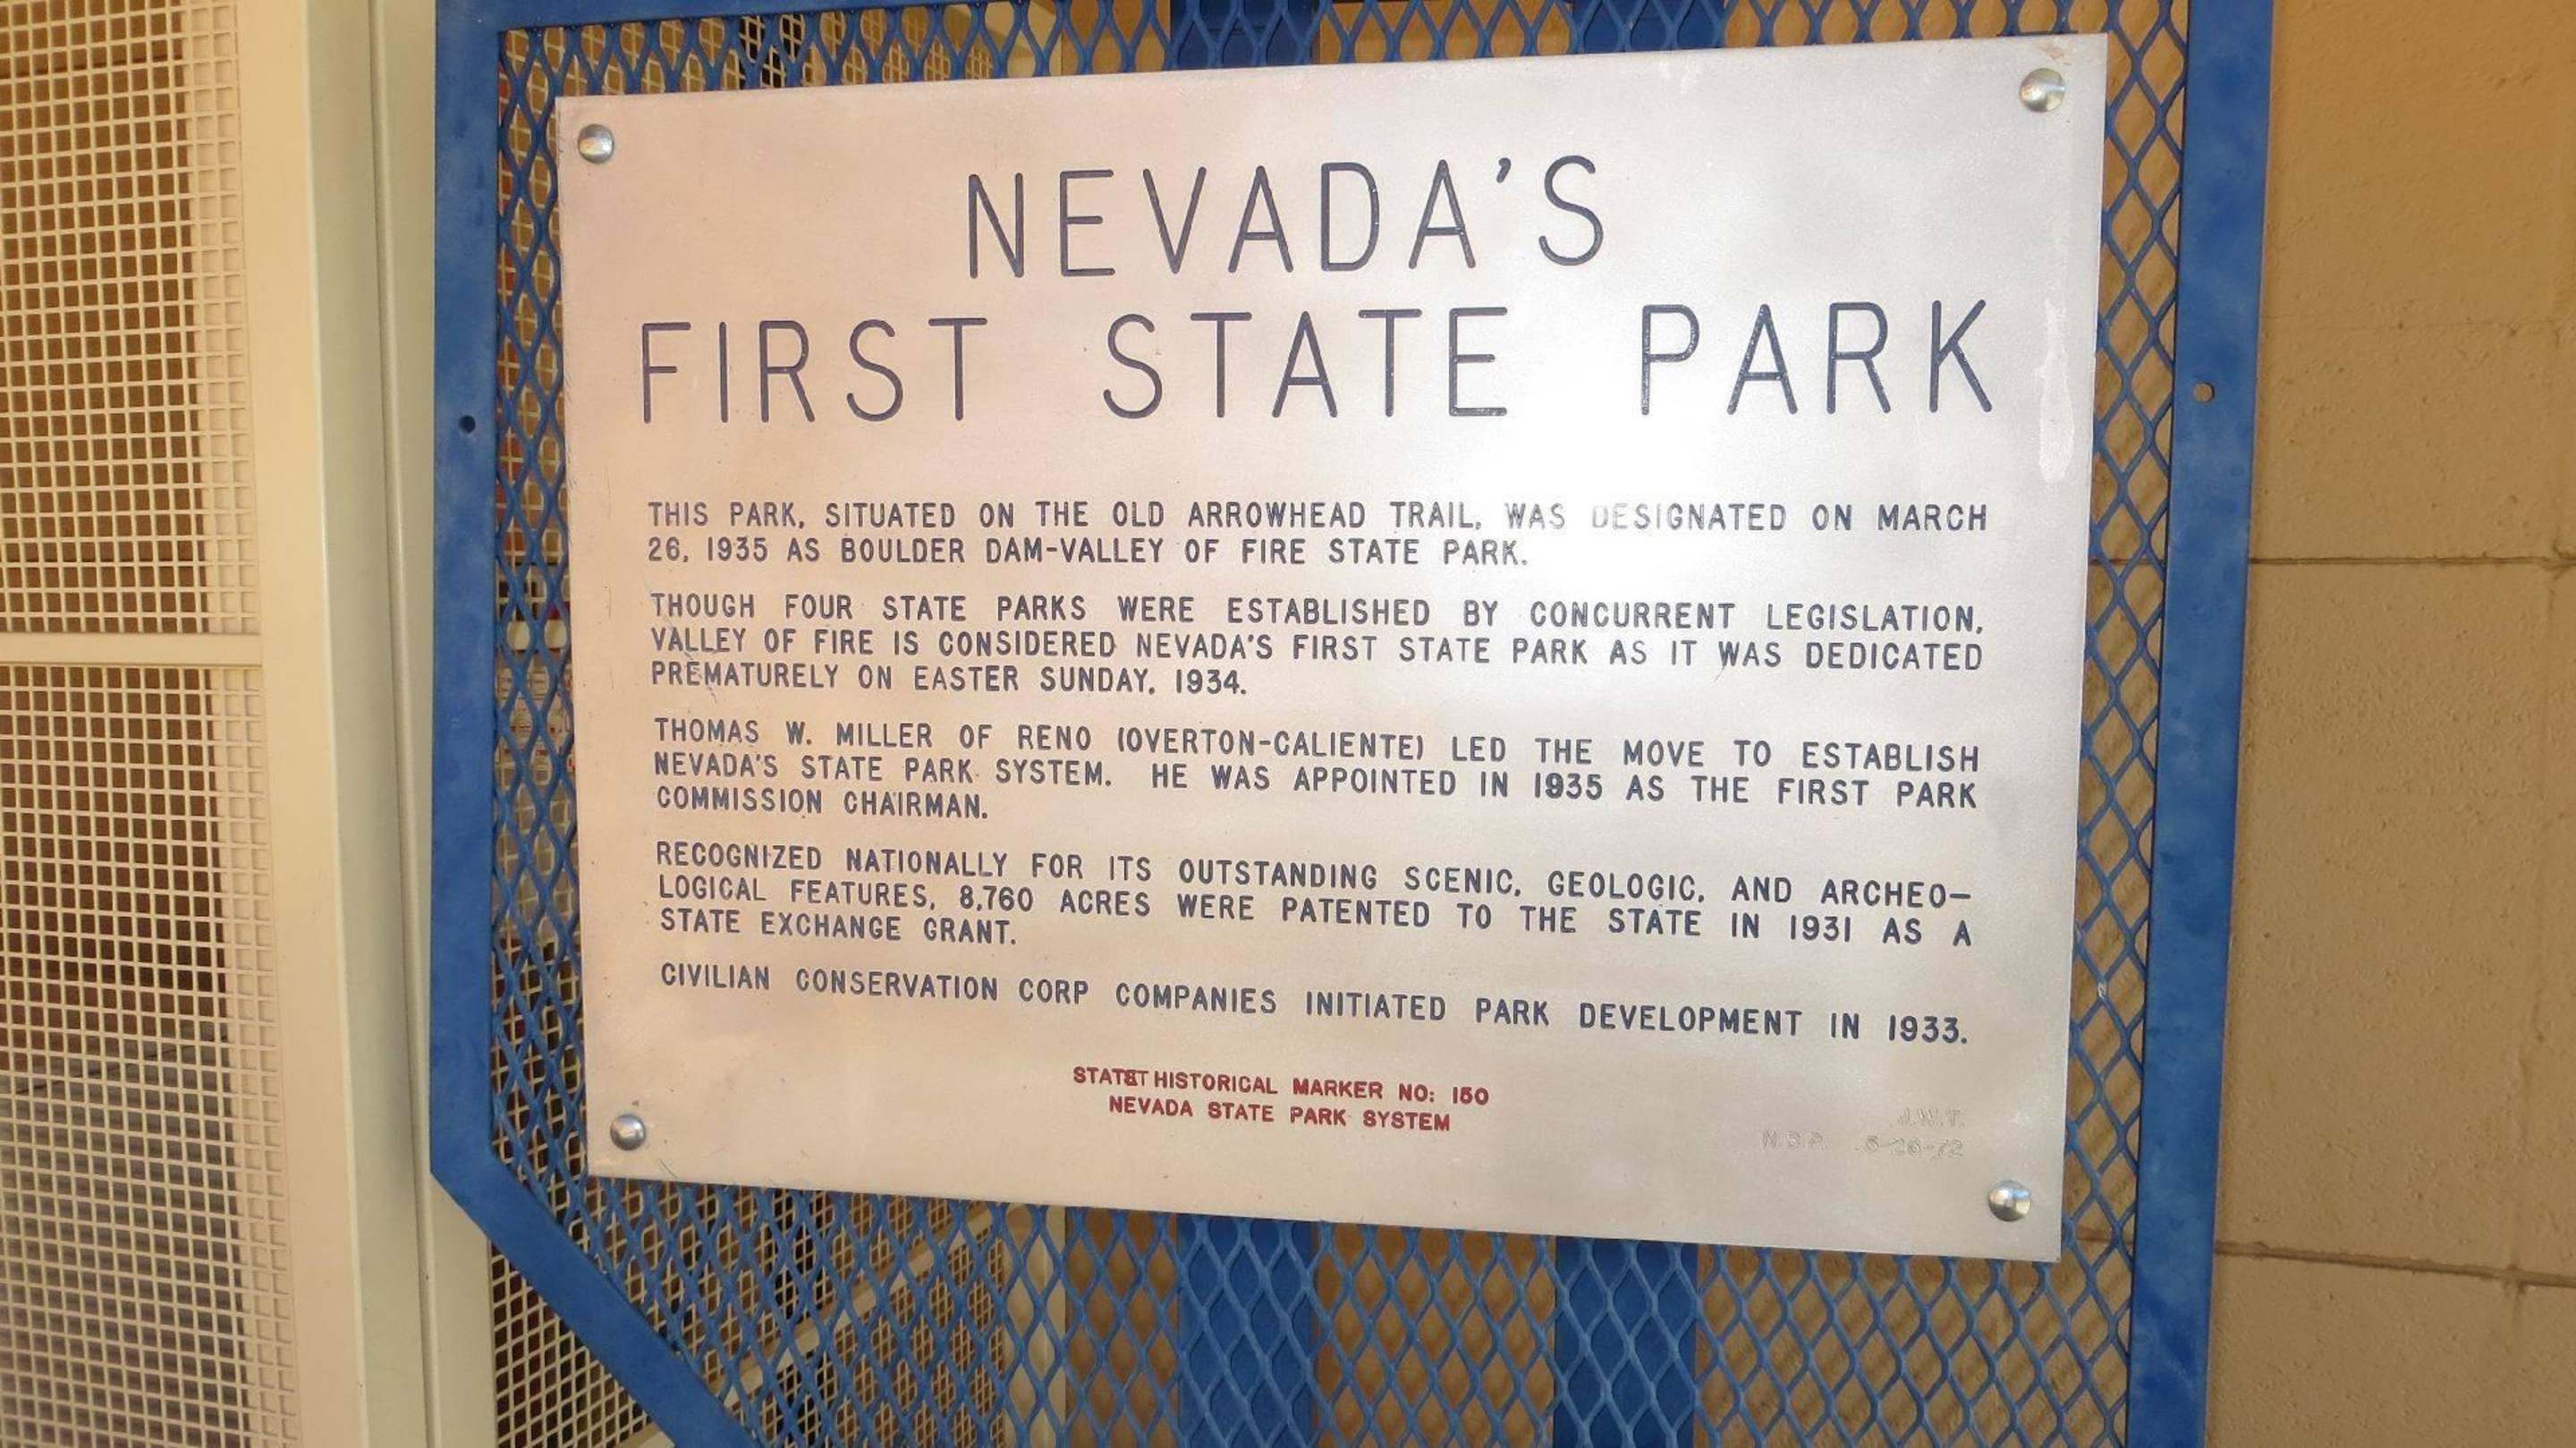 NEVADA'S
FIRST STATE PARK
THIS PARK, SITUATED ON THE OLD ARROWHEAD TRAIL, WAS DESIGNATED ON MARCH
26, 1935 AS BOULDER DAM-VALLEY OF FIRE STATE PARK.
THOUGH FOUR STATE PARKS WERE ESTABLISHED BY CONCURRENT LEGISLATION,
VALLEY OF FIRE IS CONSIDERED NEVADA'S FIRST STATE PARK AS IT WAS DEDICATED
PREMATURELY ON EASTER SUNDAY, 1934.
THOMAS W. MILLER OF RENO (OVERTON-CALIENTE) LED THE MOVE TO ESTABLISH
NEVADA'S STATE PARK SYSTEM. HE WAS APPOINTED IN 1935 AS THE FIRST PARK
COMMISSION CHAIRMAN.
RECOGNIZED NATIONALLY FOR ITS OUTSTANDING SCENIC, GEOLOGIC, AND ARCHEO-
LOGICAL FEATURES, 8,760 ACRES WERE PATENTED TO THE STATE IN 1931 AS A
STATE EXCHANGE GRANT.
CIVILIAN CONSERVATION CORP COMPANIES INITIATED PARK DEVELOPMENT IN 1933.
HISTORICAL MARKER NO: 150
NEVADA STATE PARK SYSTEM
J.W.T.